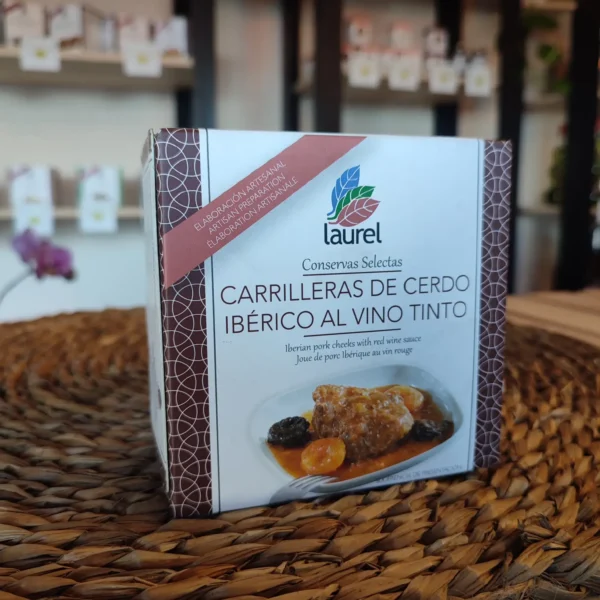 ELABORACIÓN ARTESANAL
ARTISAN PREPARATION
ELABORATION ARTISANALE
laurel
Conservas Selectas
CARRILLERAS DE CERDO
IBÉRICO AL VINO TINTO
Iberian pork cheeks with red wine sauce
Joue de porc Ibérique au vin rouge